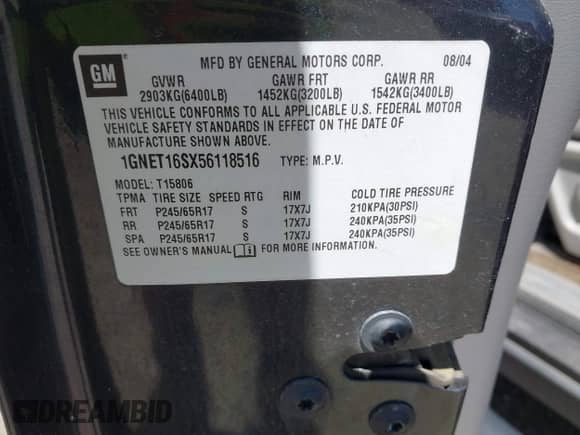 GM
MFD BY GENERAL MOTORS CORP. 08/04
GVWR GAWR FRT GAWR RR
2903KG(6400LB) 1452KG(3200LB) 1542KG(3400LB)
THIS VEHICLE CONFORMS TO ALL APPLICABLE U.S. FEDERAL MOTOR
VEHICLE SAFETY STANDARDS IN EFFECT ON THE DATE OF
MANUFACTURE SHOWN ABOVE.
1GNET16SX56118516 TYPE: M.P.V.
MODEL: T15806
TPMA TIRE SIZE SPEED RTG RIM COLD TIRE PRESSURE
FRT P245/65R17 S 17X7J 210KPA(30PSI)
RR P245/65R17 S 17X7J 240KPA(35PSI)
SPA P245/65R17 S 17X7J 240KPA(35PSI)
SEE OWNER'S MANUAL FOR MORE INFORMATION.
DREAMBID